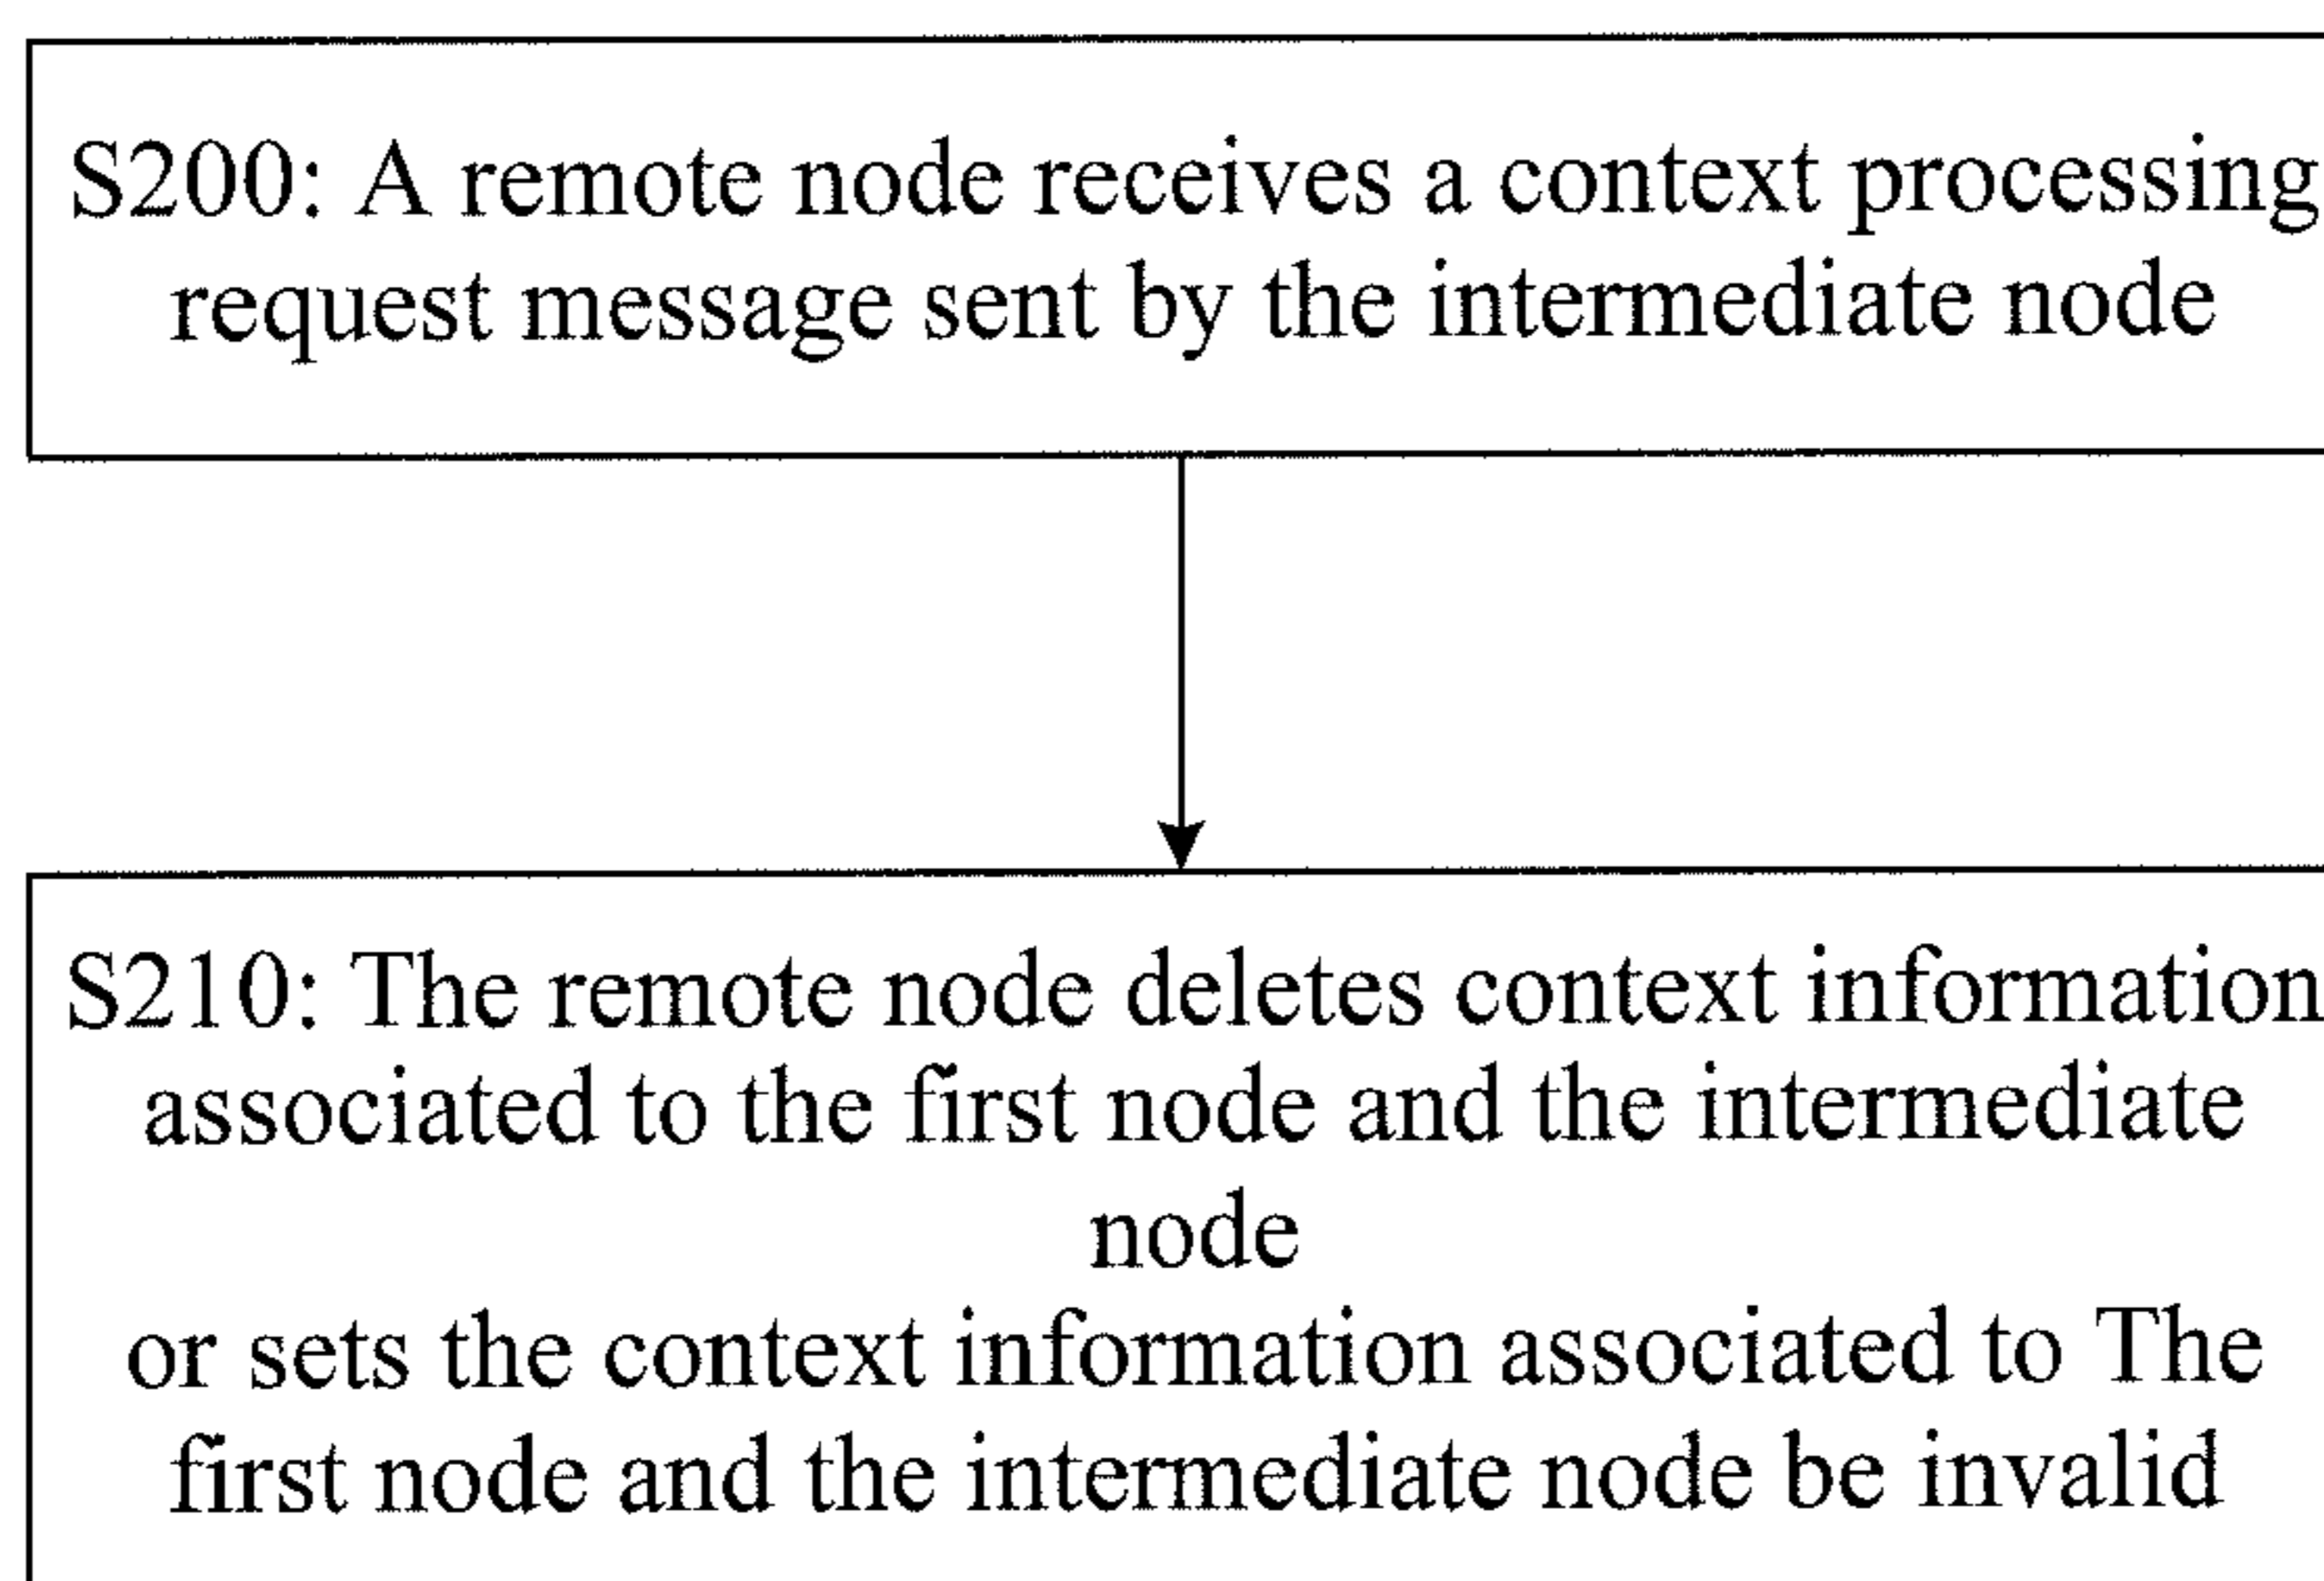 S200: A remote node receives a context processing
request message sent by the intermediate node
S210: The remote node deletes context information
associated to the first node and the intermediate
node
or sets the context information associated to The
first node and the intermediate node be invalid